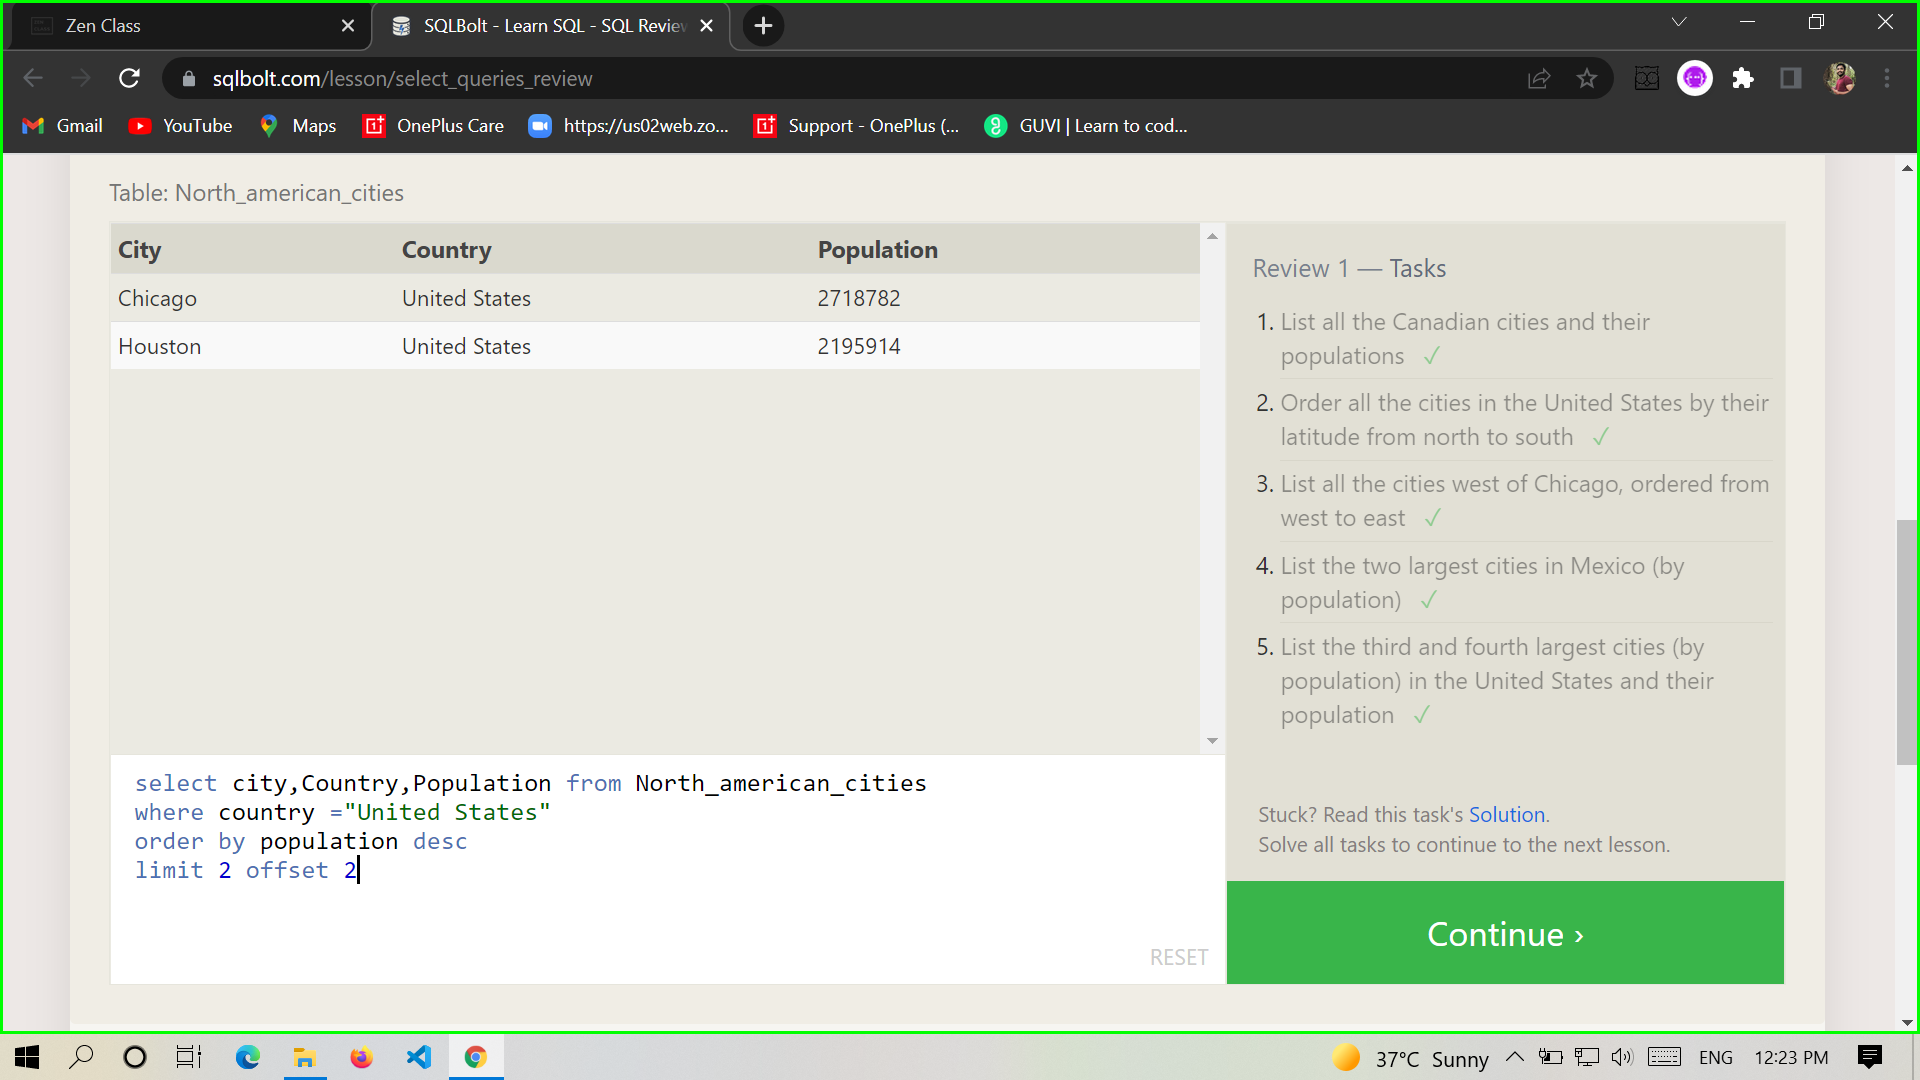 Zen Class
SQLBolt - Learn SQL - SQL Review
sqlbolt.com/lesson/select_queries_review
Gmail YouTube Maps OnePlus Care https://us02web.zo... Support - OnePlus (... GUVI | Learn to cod...
Table: North_american_cities
City Country Population
Chicago United States 2718782
Houston United States 2195914
select city,Country,Population from North_american_cities
where country ="United States"
order by population desc
limit 2 offset 2
RESET
Review 1 — Tasks
1. List all the Canadian cities and their
populations ✓
2. Order all the cities in the United States by their
latitude from north to south ✓
3. List all the cities west of Chicago, ordered from
west to east ✓
4. List the two largest cities in Mexico (by
population) ✓
5. List the third and fourth largest cities (by
population) in the United States and their
population ✓
Stuck? Read this task's Solution.
Solve all tasks to continue to the next lesson.
Continue ›
37°C Sunny ENG 12:23 PM